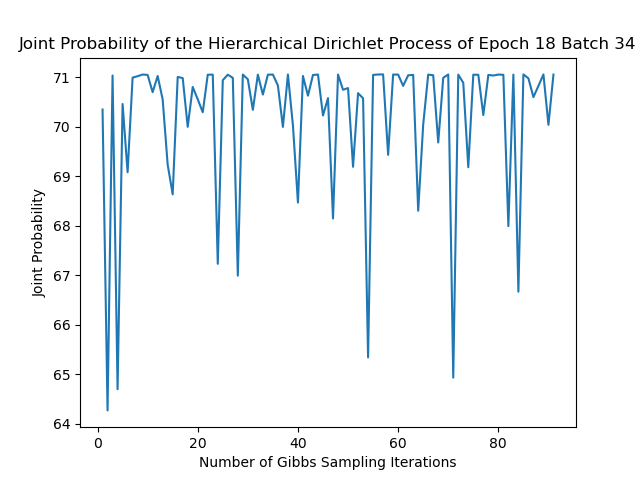 Joint Probability of the Hierarchical Dirichlet Process of Epoch 18 Batch 34
71
70
69
68
67
66
65
64
Joint Probability
0 20 40 60 80
Number of Gibbs Sampling Iterations